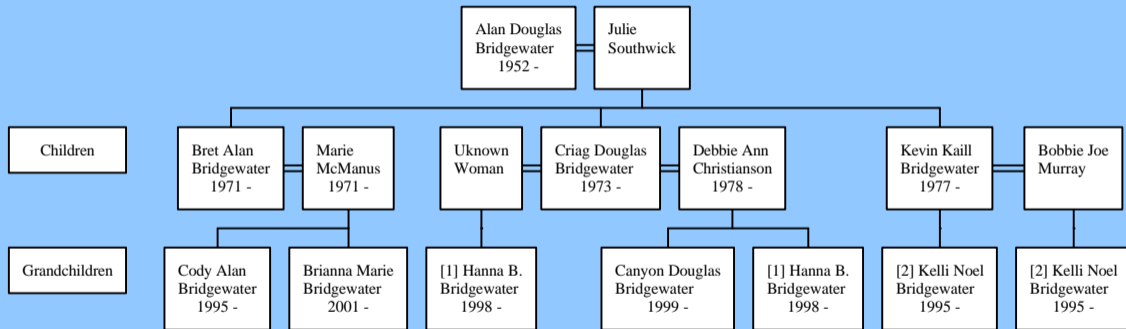 Alan Douglas
Bridgewater
1952 -
Julie
Southwick
Children
Bret Alan
Bridgewater
1971 -
Marie
McManus
1971 -
Uknown
Woman
Criag Douglas
Bridgewater
1973 -
Debbie Ann
Christianson
1978 -
Kevin Kaill
Bridgewater
1977 -
Bobbie Joe
Murray
Grandchildren
Cody Alan
Bridgewater
1995 -
Brianna Marie
Bridgewater
2001 -
[1] Hanna B.
Bridgewater
1998 -
Canyon Douglas
Bridgewater
1999 -
[1] Hanna B.
Bridgewater
1998 -
[2] Kelli Noel
Bridgewater
1995 -
[2] Kelli Noel
Bridgewater
1995 -